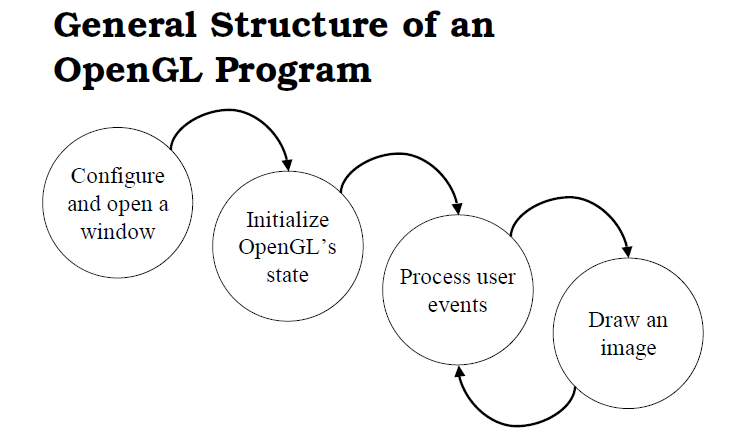 General Structure of an
OpenGL Program
Configure
and open a
window
Initialize
OpenGL’s
state
Process user
events
Draw an
image